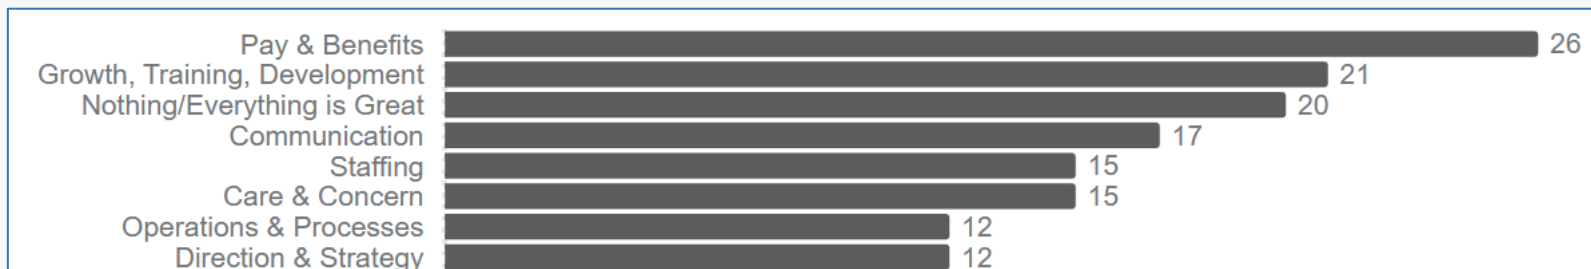 Pay & Benefits 26
Growth, Training, Development 21
Nothing/Everything is Great 20
Communication 17
Staffing 15
Care & Concern 15
Operations & Processes 12
Direction & Strategy 12